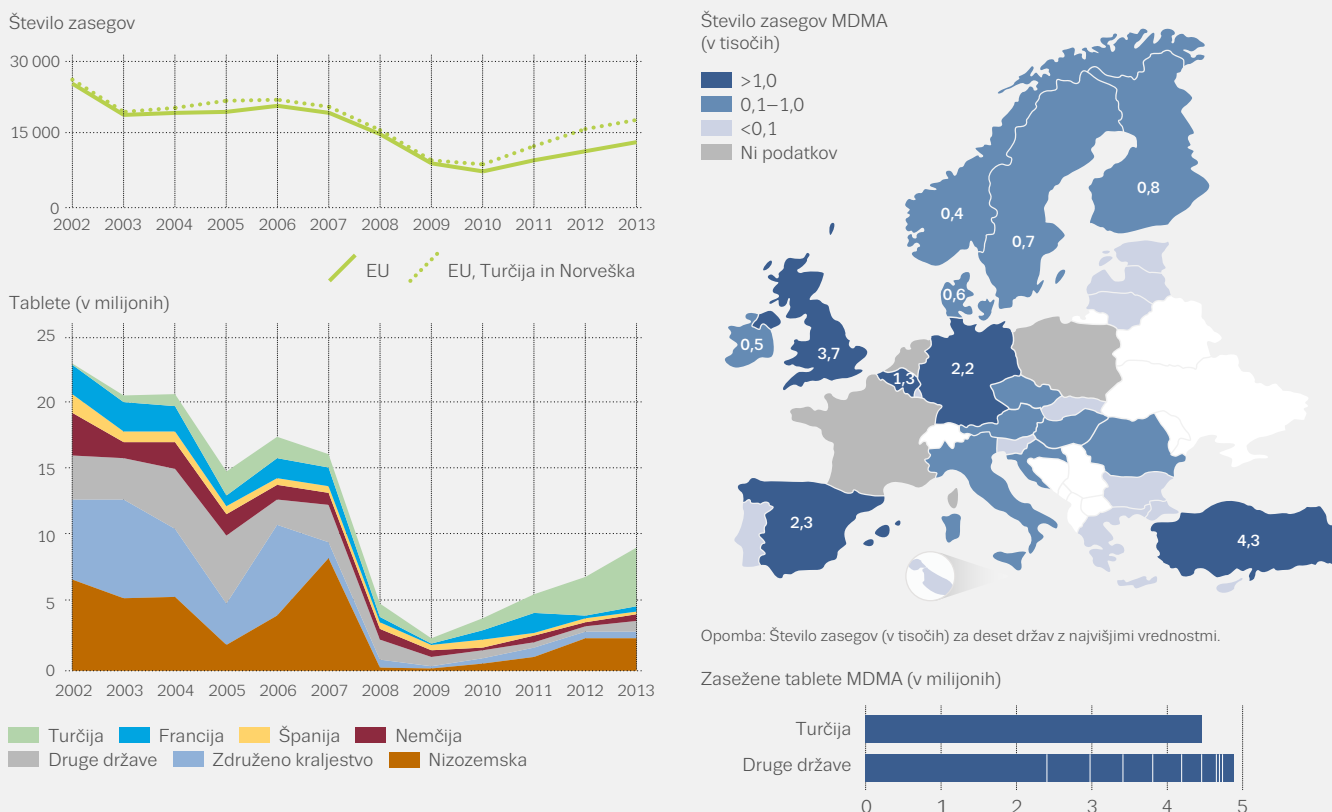 Število zasegov
30 000
15 000
0
2002 2003 2004 2005 2006 2007 2008 2009 2010 2011 2012 2013
EU EU, Turčija in Norveška
Tablete (v milijonih)
25
20
15
10
5
0
2002 2003 2004 2005 2006 2007 2008 2009 2010 2011 2012 2013
Turčija Francija Španija Nemčija
Druge države Združeno kraljestvo Nizozemska
Število zasegov MDMA
(v tisočih)
>1,0
0,1–1,0
<0,1
Ni podatkov
0,8
0,4
0,7
0,6
0,5
3,7
2,2
1,3
2,3
4,3
Opomba: Število zasegov (v tisočih) za deset držav z najvišjimi vrednostmi.
Zasežene tablete MDMA (v milijonih)
Turčija
Druge države
0 1 2 3 4 5